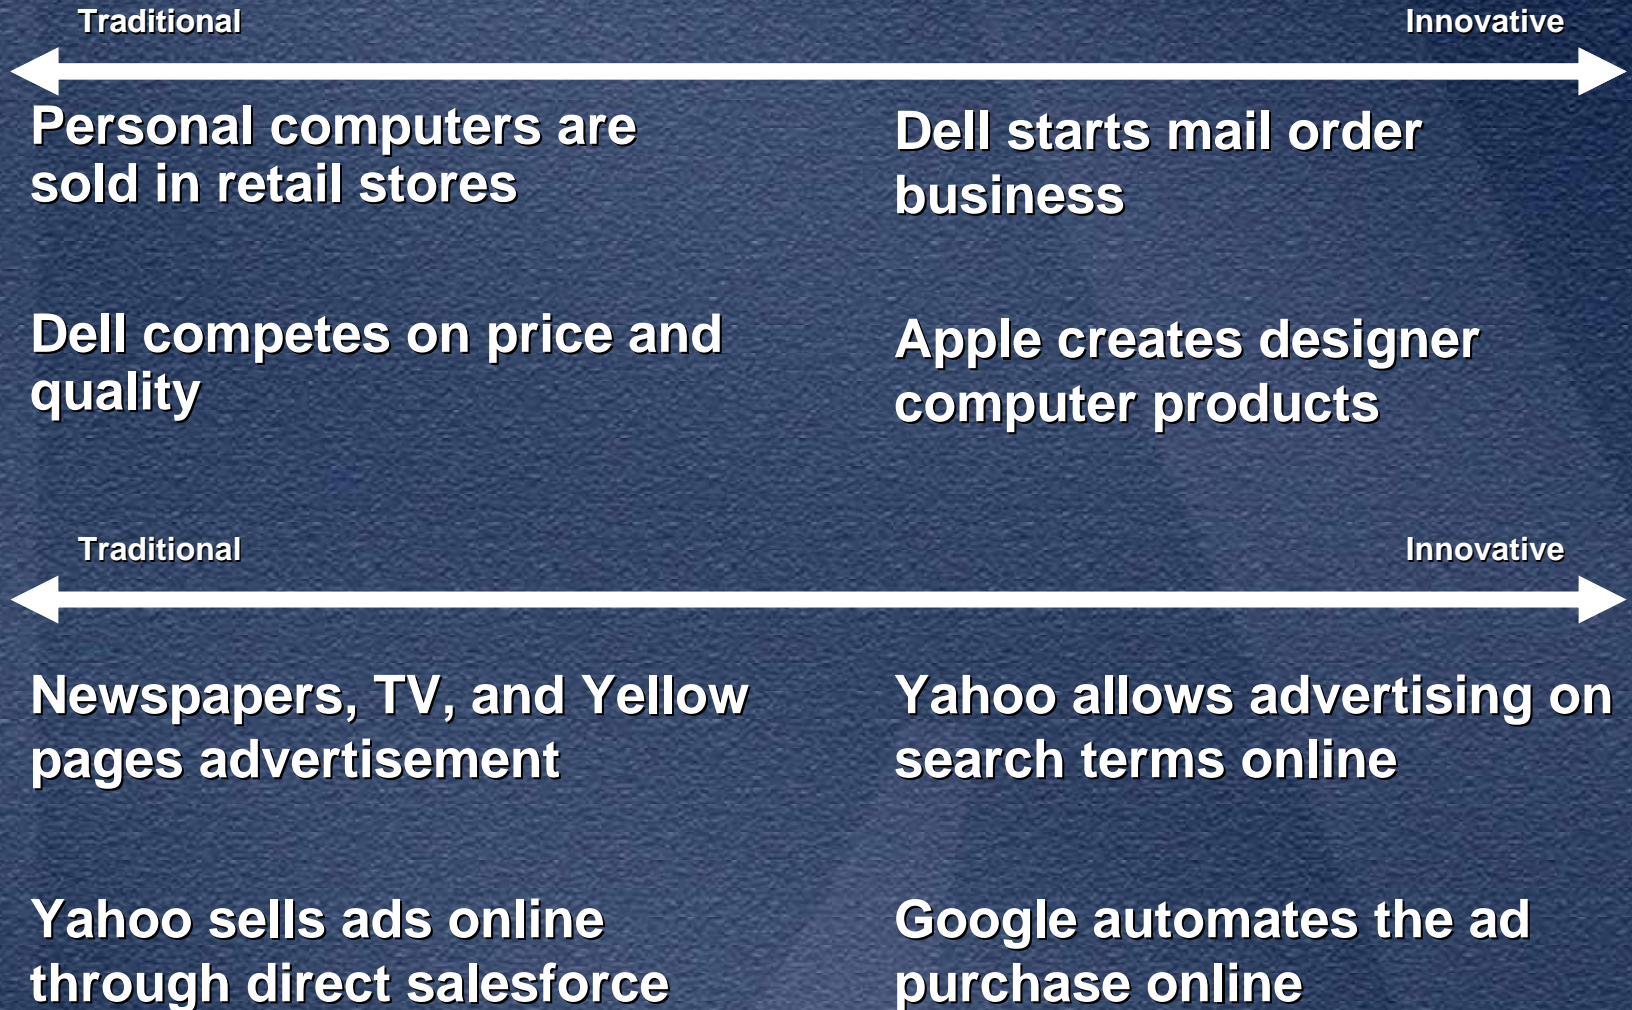 Traditional Innovative
Personal computers are
sold in retail stores
Dell starts mail order
business
Dell competes on price and
quality
Apple creates designer
computer products
Traditional Innovative
Newspapers, TV, and Yellow
pages advertisement
Yahoo allows advertising on
search terms online
Yahoo sells ads online
through direct salesforce
Google automates the ad
purchase online